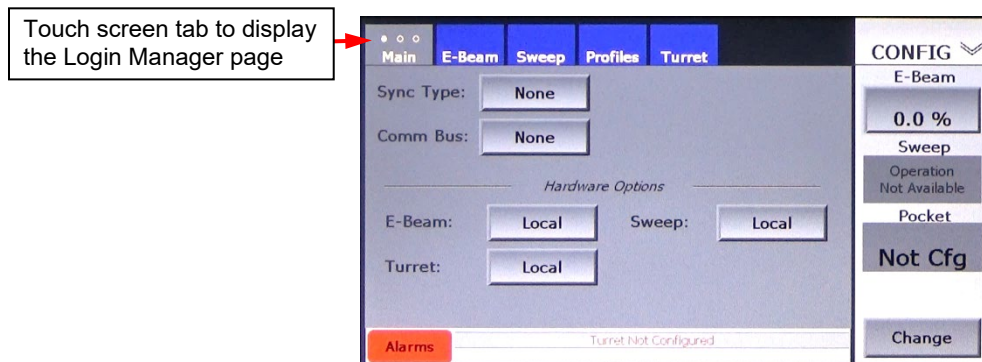 Touch screen tab to display
the Login Manager page
Main E-Beam Sweep Profiles Turret
CONFIG
Sync Type: None
Comm Bus: None
Hardware Options
E-Beam: Local Sweep: Local
Turret: Local
Alarms
Turret Not Configured
E-Beam
0.0 %
Sweep
Operation
Not Available
Pocket
Not Cfg
Change